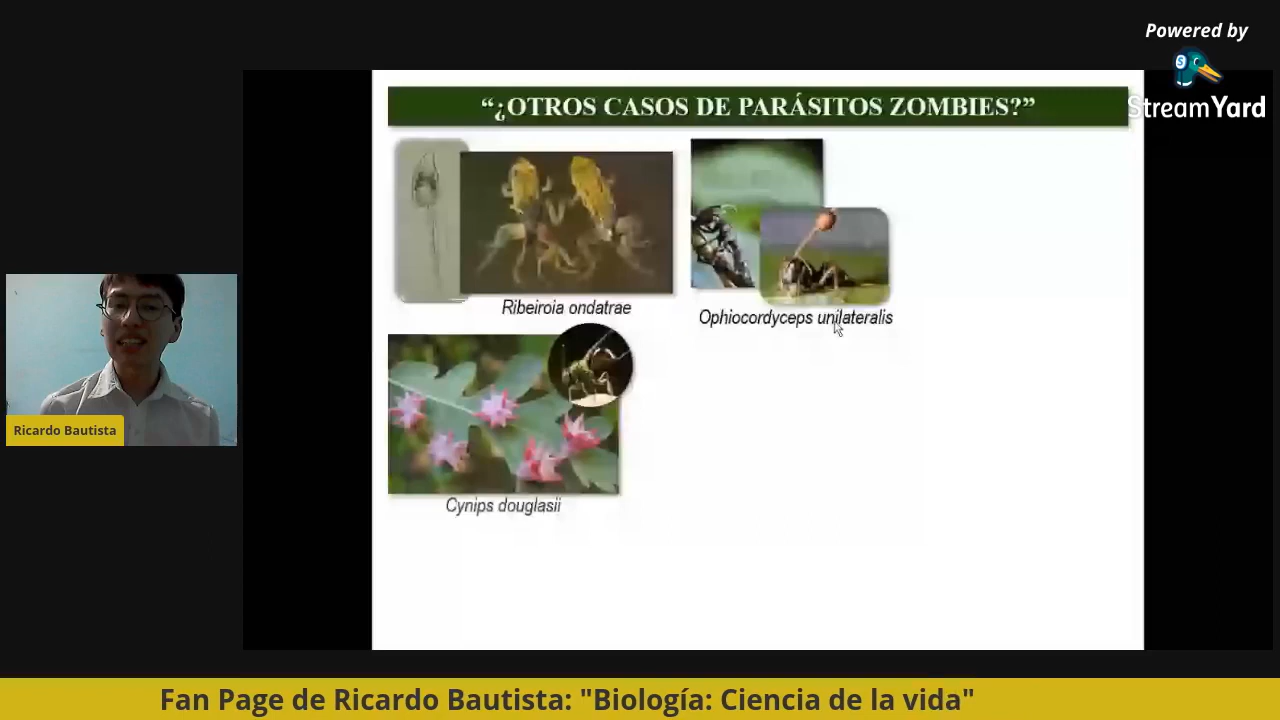 Powered by
StreamYard
“¿OTROS CASOS DE PARÁSITOS ZOMBIES?”
Ribeiroia ondatrae
Ophiocordyceps unilateralis
Cynips douglasii
Ricardo Bautista
Fan Page de Ricardo Bautista: "Biología: Ciencia de la vida"